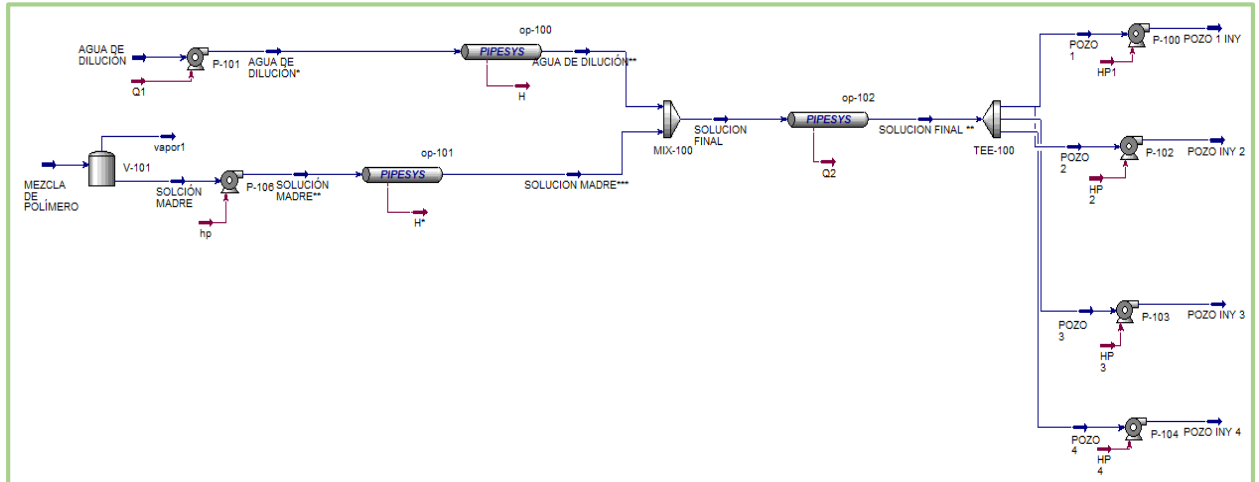 op-100
AGUA DE
DILUCIÓN
P-101
AGUA DE
DILUCIÓN*
PIPESYS
AGUA DE DILUCIÓN**
Q1
H
op-101
vapor1
V-101
MEZCLA
DE
POLÍMERO
SOLCIÓN
MADRE
P-106
SOLUCIÓN
MADRE**
PIPESYS
SOLUCION MADRE***
hp
H*
MIX-100
SOLUCION
FINAL
op-102
PIPESYS
SOLUCION FINAL **
Q2
TEE-100
POZO
1
P-100
POZO 1 INY
HP1
POZO
2
P-102
POZO INY 2
HP
2
POZO
3
P-103
POZO INY 3
HP
3
POZO
4
P-104
POZO INY 4
HP
4